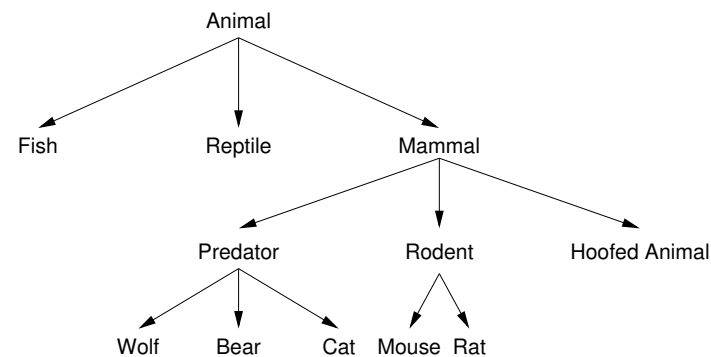 Animal
Fish Reptile Mammal
Predator Rodent Hoofed Animal
Wolf Bear Cat Mouse Rat